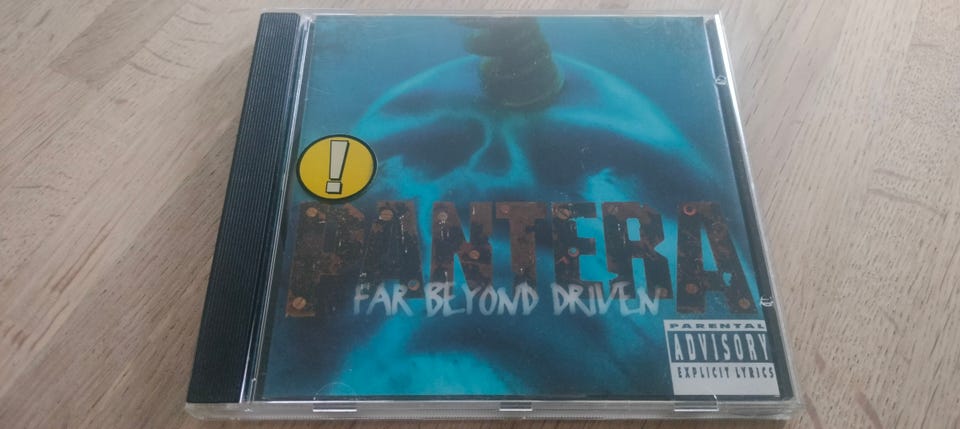 !
PANTERA
FAR BEYOND DRIVEN
PARENTAL
ADVISORY
EXPLICIT LYRICS